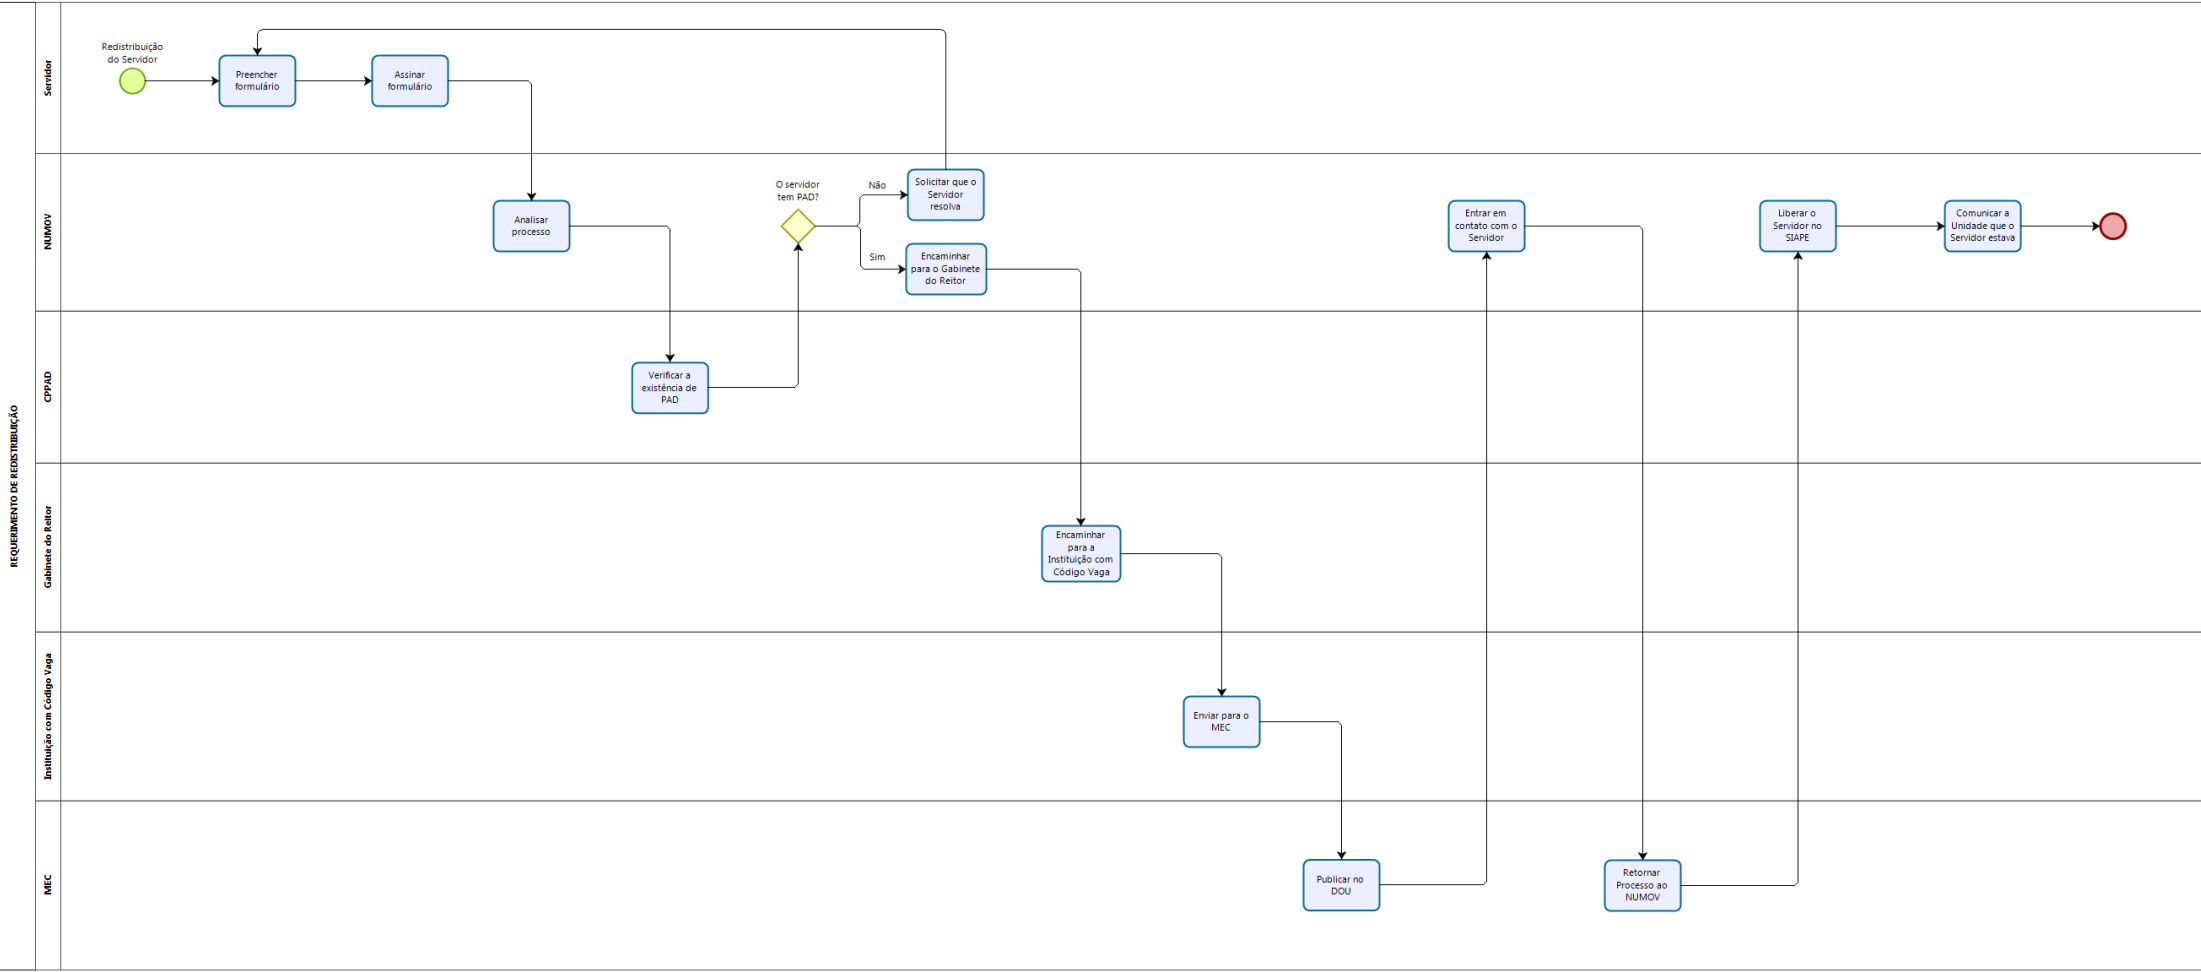 REQUERIMENTO DE REDISTRIBUIÇÃO
Servidor
Redistribuição
do Servidor
Preencher
formulário
Assinar
formulário
NUMOV
Analisar
processo
O servidor
tem PAD?
Não
Sim
Solicitar que o
Servidor
resolva
Encaminhar
para o Gabinete
do Reitor
Entrar em
contato com o
Servidor
Liberar o
Servidor no
SIAPE
Comunicar a
Unidade que o
Servidor estava
CPPAD
Verificar a
existência de
PAD
Gabinete do Reitor
Encaminhar
para a
Instituição com
Código Vaga
Instituição com Código Vaga
Enviar para o
MEC
MEC
Publicar no
DOU
Retornar
Processo ao
NUMOV